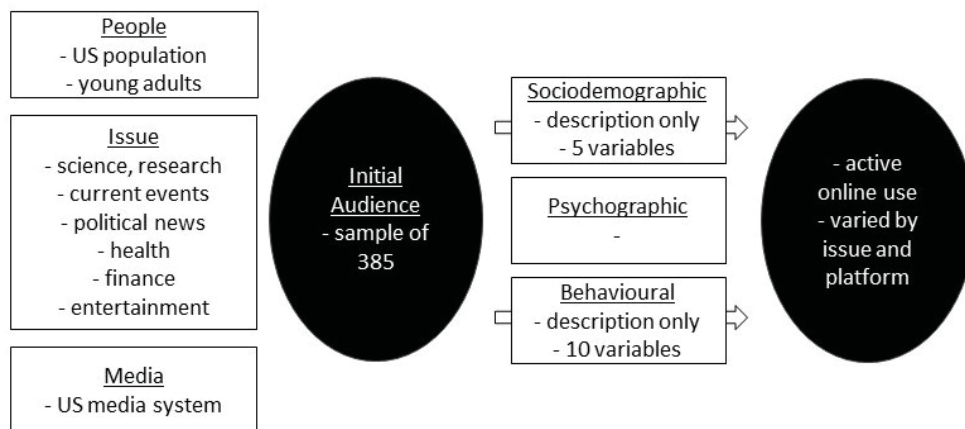 People
- US population
- young adults
Issue
- science, research
- current events
- political news
- health
- finance
- entertainment
Media
- US media system
Initial
Audience
- sample of
385
Sociodemographic
- description only
- 5 variables
Psychographic
-
Behavioural
- description only
- 10 variables
- active
online use
- varied by
issue and
platform